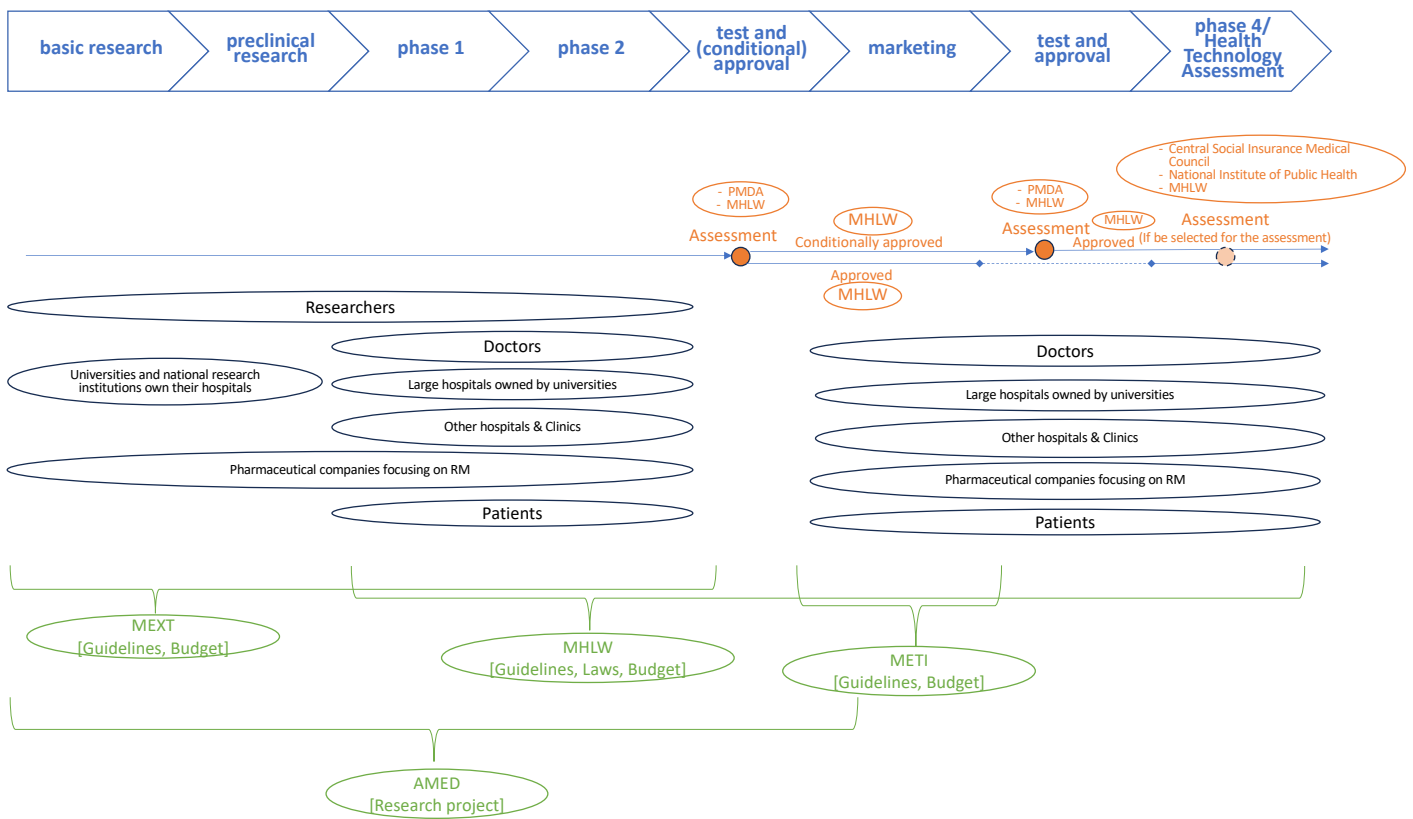 basic research
preclinical
research
phase 1
phase 2
test and
(conditional)
approval
marketing
test and
approval
phase 4/
Health
Technology
Assessment
- Central Social Insurance Medical
Council
- National Institute of Public Health
- MHLW
- PMDA
- MHLW
Assessment
MHLW
Conditionally approved
Approved
MHLW
- PMDA
- MHLW
Assessment
MHLW
Approved
Assessment
(If be selected for the assessment)
Researchers
Doctors
Universities and national research
institutions own their hospitals
Large hospitals owned by universities
Other hospitals & Clinics
Pharmaceutical companies focusing on RM
Patients
Doctors
Large hospitals owned by universities
Other hospitals & Clinics
Pharmaceutical companies focusing on RM
Patients
MEXT
[Guidelines, Budget]
MHLW
[Guidelines, Laws, Budget]
METI
[Guidelines, Budget]
AMED
[Research project]